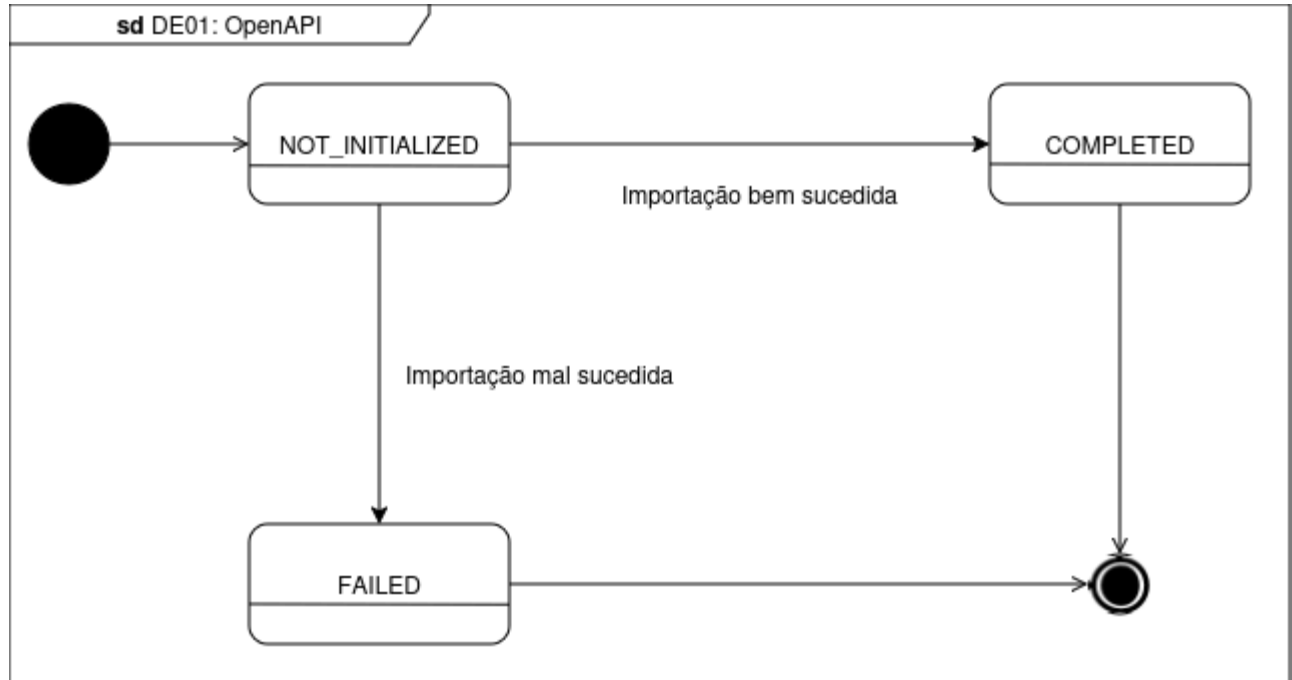 sd DE01: OpenAPI
NOT_INITIALIZED
COMPLETED
Importação bem sucedida
Importação mal sucedida
FAILED